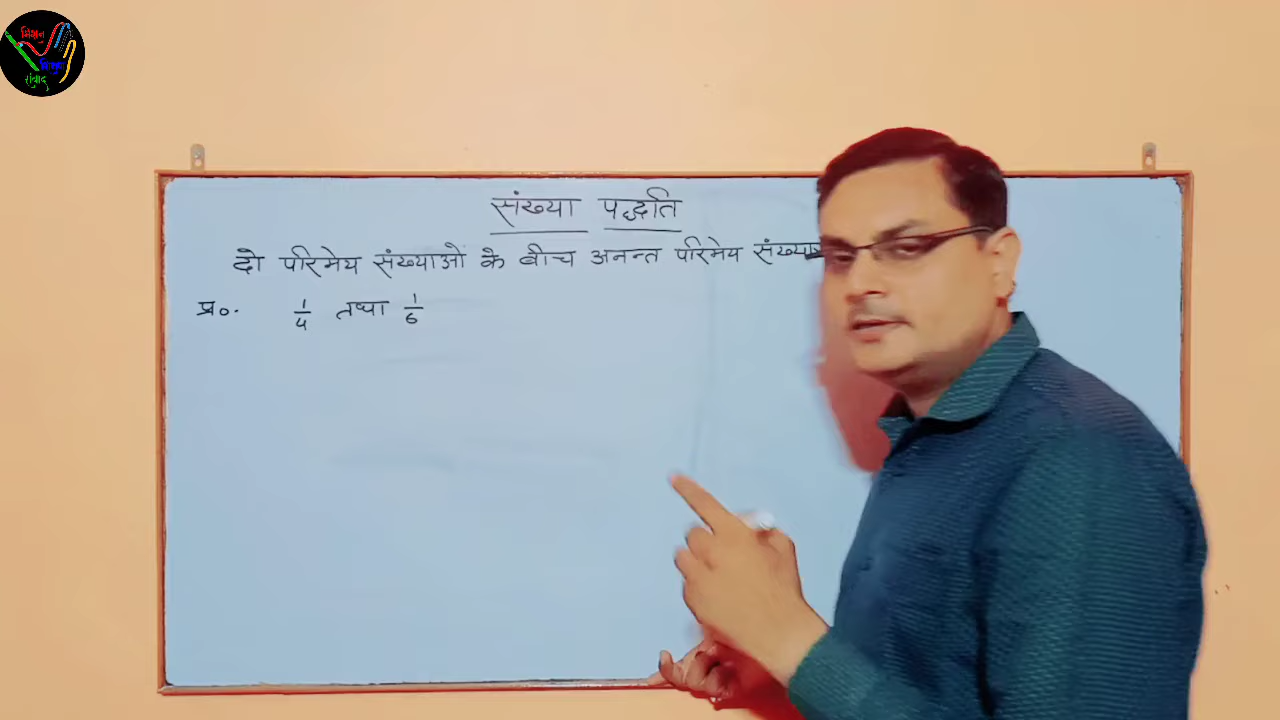 संख्या पद्धति
दो परिमेय संख्याओं के बीच अनन्त परिमेय
प्र०. 1/4 तथा 1/6
संवाद